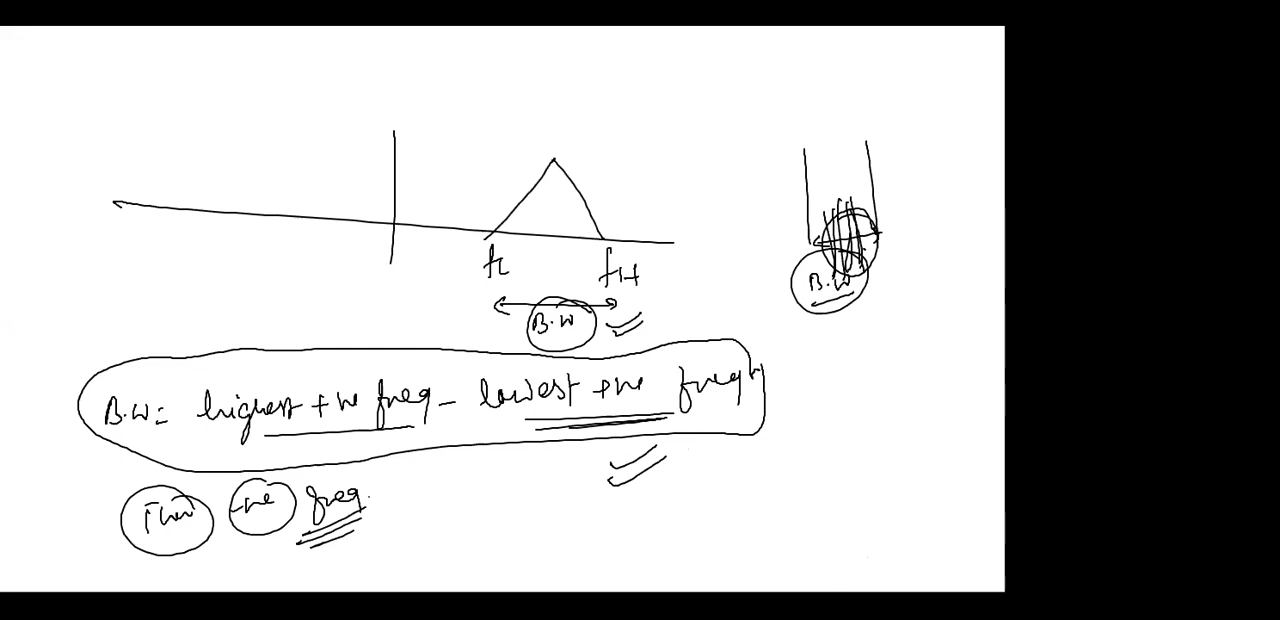 fL fH
B.W
B.W
B.W= highest +ve freq - lowest +ve freq
-ve freq.